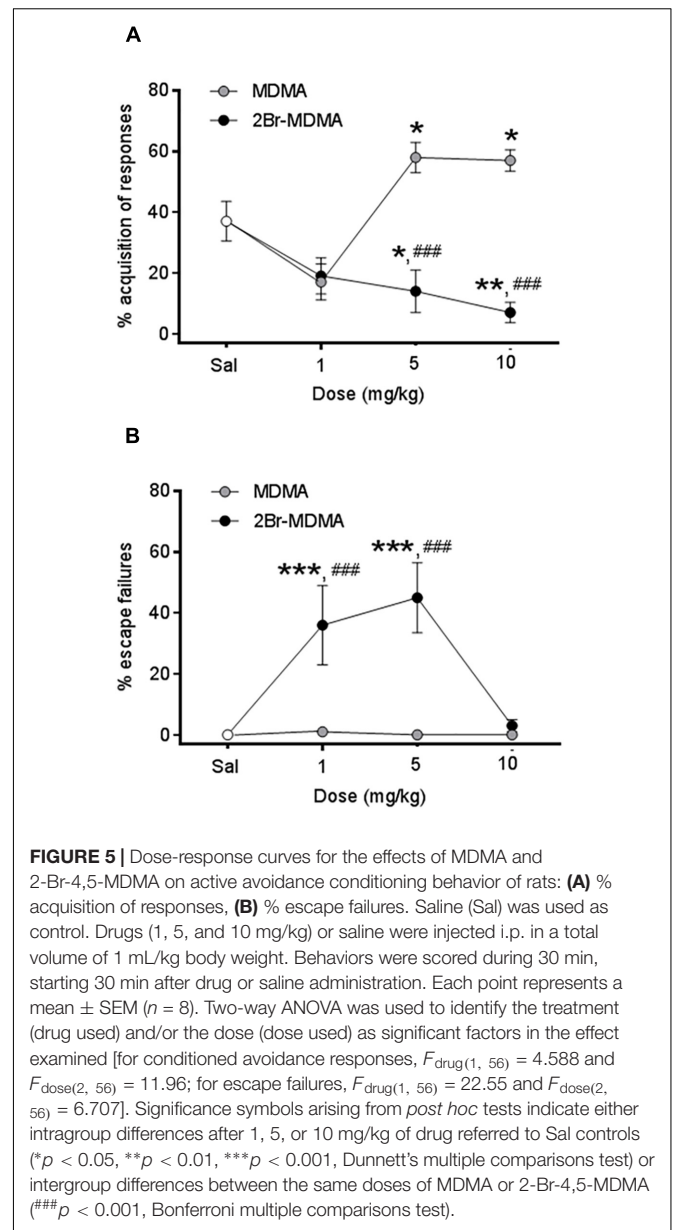 A
80
60
40
20
0
% acquisition of responses
MDMA
2Br-MDMA
*
*
*, ###
**, ###
Sal 1 5 10
Dose (mg/kg)
B
80
60
40
20
0
% escape failures
MDMA
2Br-MDMA
***, ###
***, ###
Sal 1 5 10
Dose (mg/kg)
FIGURE 5 | Dose-response curves for the effects of MDMA and
2-Br-4,5-MDMA on active avoidance conditioning behavior of rats: (A) %
acquisition of responses, (B) % escape failures. Saline (Sal) was used as
control. Drugs (1, 5, and 10 mg/kg) or saline were injected i.p. in a total
volume of 1 mL/kg body weight. Behaviors were scored during 30 min,
starting 30 min after drug or saline administration. Each point represents a
mean ± SEM (n = 8). Two-way ANOVA was used to identify the treatment
(drug used) and/or the dose (dose used) as significant factors in the effect
examined [for conditioned avoidance responses, Fdrug(1, 56) = 4.588 and
Fdose(2, 56) = 11.96; for escape failures, Fdrug(1, 56) = 22.55 and Fdose(2,
56) = 6.707]. Significance symbols arising from post hoc tests indicate either
intragroup differences after 1, 5, or 10 mg/kg of drug referred to Sal controls
(*p < 0.05, **p < 0.01, ***p < 0.001, Dunnett's multiple comparisons test) or
intergroup differences between the same doses of MDMA or 2-Br-4,5-MDMA
(###p < 0.001, Bonferroni multiple comparisons test).